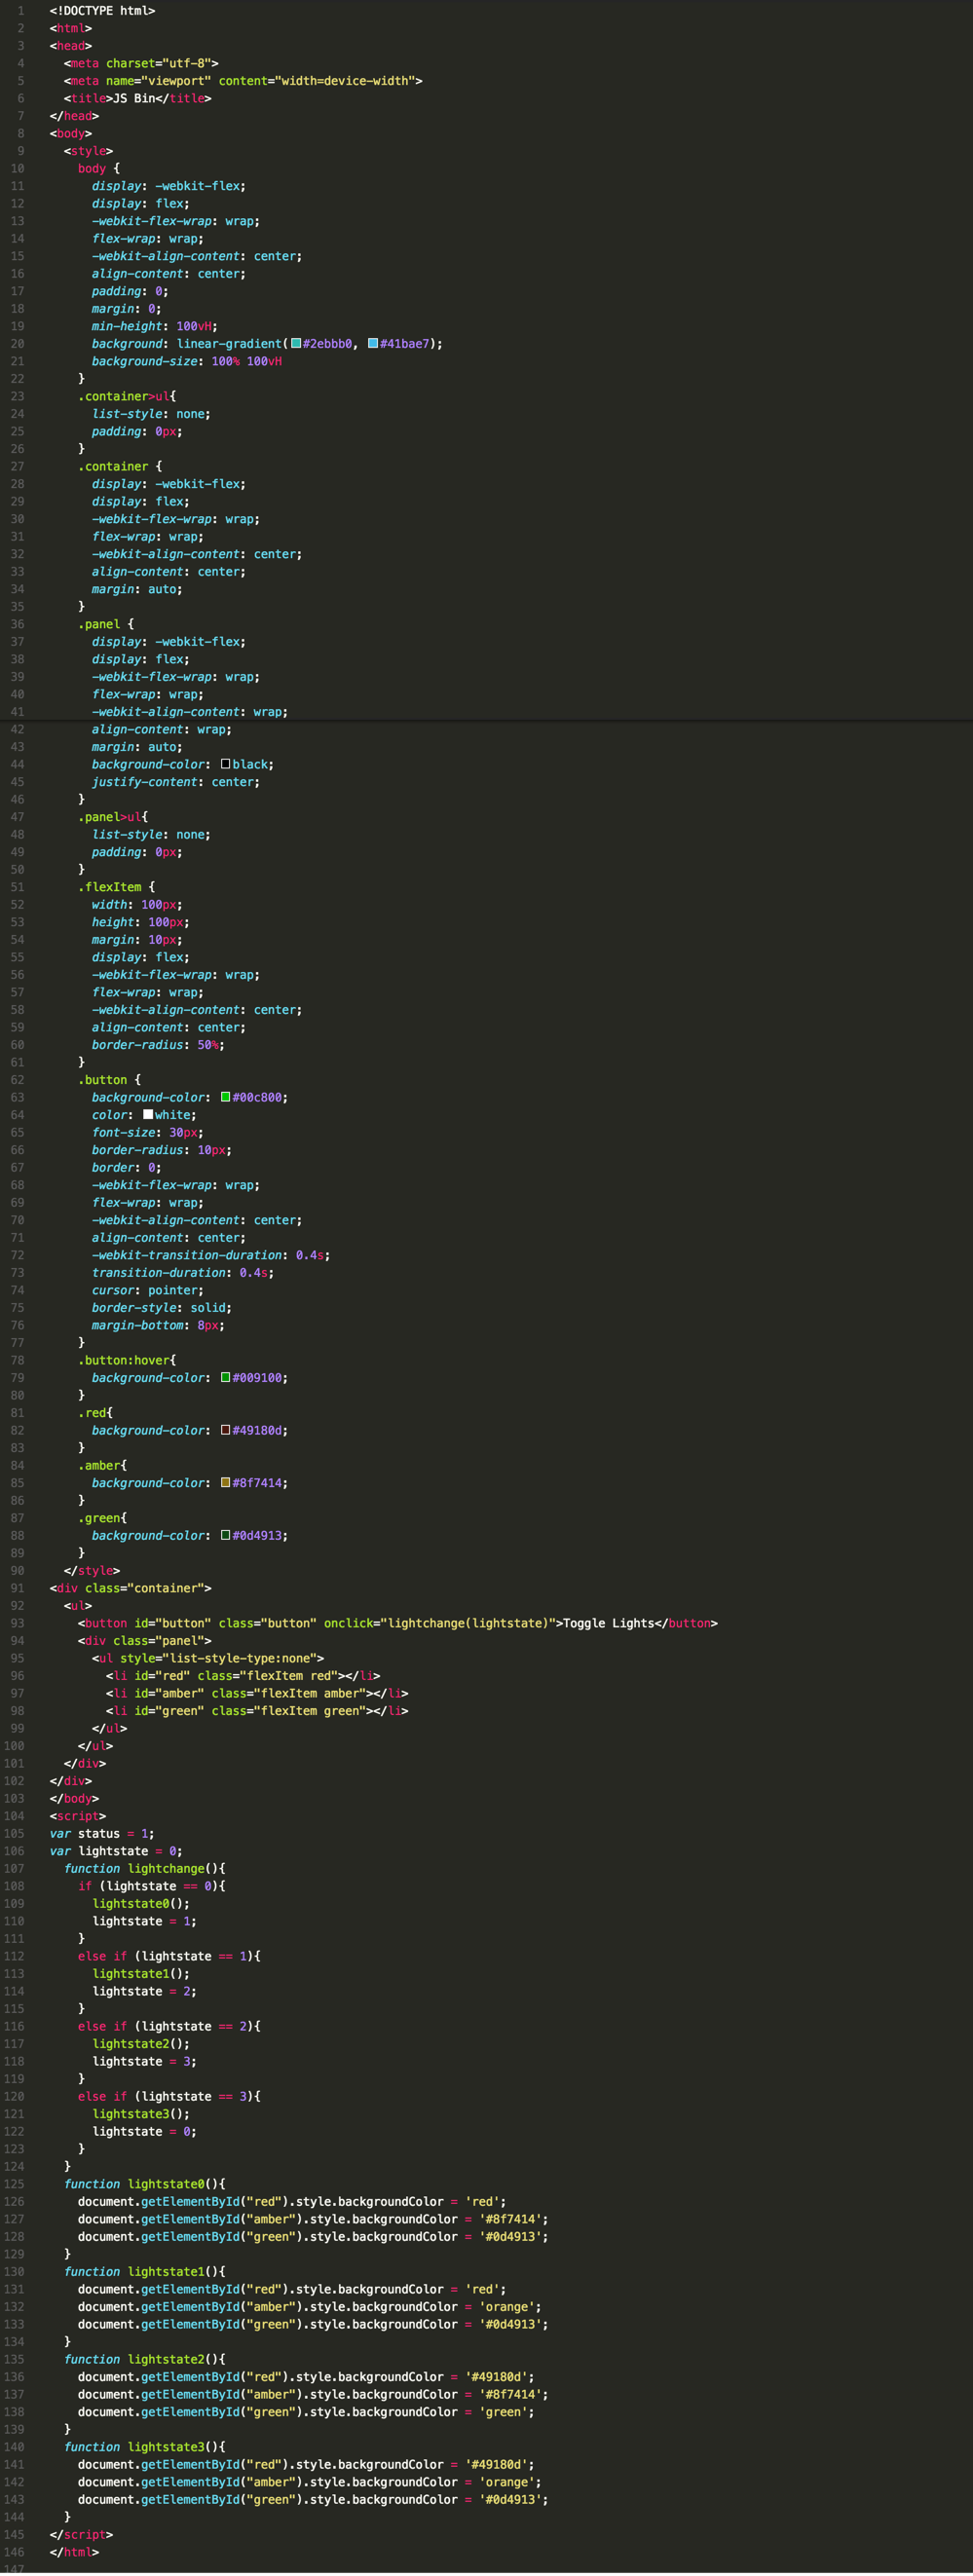 1 <!DOCTYPE html>
2 <html>
3 <head>
4 <meta charset="utf-8">
5 <meta name="viewport" content="width=device-width">
6 <title>JS Bin</title>
7 </head>
8 <body>
9 <style>
10 body {
11 display: -webkit-flex;
12 display: flex;
13 -webkit-flex-wrap: wrap;
14 flex-wrap: wrap;
15 -webkit-align-content: center;
16 align-content: center;
17 padding: 0;
18 margin: 0;
19 min-height: 100vH;
20 background: linear-gradient(#2ebbb0, #41bae7);
21 background-size: 100% 100vH
22 }
23 .container>ul{
24 list-style: none;
25 padding: 0px;
26 }
27 .container {
28 display: -webkit-flex;
29 display: flex;
30 -webkit-flex-wrap: wrap;
31 flex-wrap: wrap;
32 -webkit-align-content: center;
33 align-content: center;
34 margin: auto;
35 }
36 .panel {
37 display: -webkit-flex;
38 display: flex;
39 -webkit-flex-wrap: wrap;
40 flex-wrap: wrap;
41 -webkit-align-content: wrap;
42 align-content: wrap;
43 margin: auto;
44 background-color: black;
45 justify-content: center;
46 }
47 .panel>ul{
48 list-style: none;
49 padding: 0px;
50 }
51 .flexItem {
52 width: 100px;
53 height: 100px;
54 margin: 10px;
55 display: flex;
56 -webkit-flex-wrap: wrap;
57 flex-wrap: wrap;
58 -webkit-align-content: center;
59 align-content: center;
60 border-radius: 50%;
61 }
62 .button {
63 background-color: #00c800;
64 color: white;
65 font-size: 30px;
66 border-radius: 10px;
67 border: 0;
68 -webkit-flex-wrap: wrap;
69 flex-wrap: wrap;
70 -webkit-align-content: center;
71 align-content: center;
72 -webkit-transition-duration: 0.4s;
73 transition-duration: 0.4s;
74 cursor: pointer;
75 border-style: solid;
76 margin-bottom: 8px;
77 }
78 .button:hover{
79 background-color: #009100;
80 }
81 .red{
82 background-color: #49180d;
83 }
84 .amber{
85 background-color: #8f7414;
86 }
87 .green{
88 background-color: #0d4913;
89 }
90 </style>
91 <div class="container">
92 <ul>
93 <button id="button" class="button" onclick="lightchange(lightstate)">Toggle Lights</button>
94 <div class="panel">
95 <ul style="list-style-type:none">
96 <li id="red" class="flexItem red"></li>
97 <li id="amber" class="flexItem amber"></li>
98 <li id="green" class="flexItem green"></li>
99 </ul>
100 </ul>
101 </div>
102 </div>
103 </body>
104 <script>
105 var status = 1;
106 var lightstate = 0;
107 function lightchange(){
108 if (lightstate == 0){
109 lightstate0();
110 lightstate = 1;
111 }
112 else if (lightstate == 1){
113 lightstate1();
114 lightstate = 2;
115 }
116 else if (lightstate == 2){
117 lightstate2();
118 lightstate = 3;
119 }
120 else if (lightstate == 3){
121 lightstate3();
122 lightstate = 0;
123 }
124 }
125 function lightstate0(){
126 document.getElementById("red").style.backgroundColor = 'red';
127 document.getElementById("amber").style.backgroundColor = '#8f7414';
128 document.getElementById("green").style.backgroundColor = '#0d4913';
129 }
130 function lightstate1(){
131 document.getElementById("red").style.backgroundColor = 'red';
132 document.getElementById("amber").style.backgroundColor = 'orange';
133 document.getElementById("green").style.backgroundColor = '#0d4913';
134 }
135 function lightstate2(){
136 document.getElementById("red").style.backgroundColor = '#49180d';
137 document.getElementById("amber").style.backgroundColor = '#8f7414';
138 document.getElementById("green").style.backgroundColor = 'green';
139 }
140 function lightstate3(){
141 document.getElementById("red").style.backgroundColor = '#49180d';
142 document.getElementById("amber").style.backgroundColor = 'orange';
143 document.getElementById("green").style.backgroundColor = '#0d4913';
144 }
145 </script>
146 </html>
147